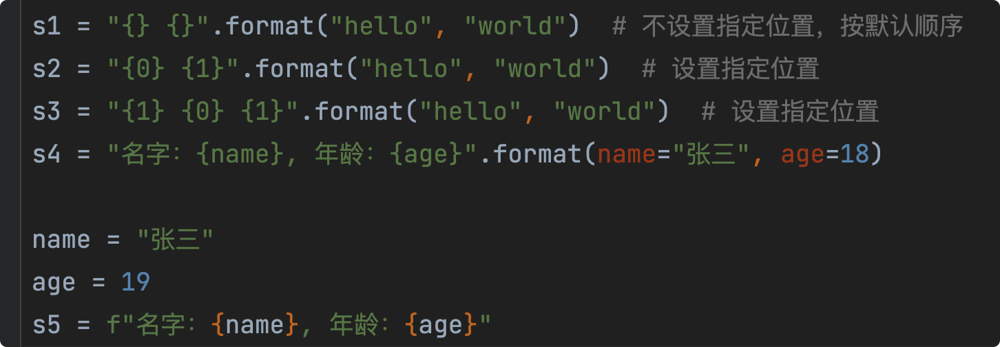 s1 = "{} {}".format("hello", "world")  # 不设置指定位置，按默认顺序
s2 = "{0} {1}".format("hello", "world")  # 设置指定位置
s3 = "{1} {0} {1}".format("hello", "world")  # 设置指定位置
s4 = "名字：{name}, 年龄：{age}".format(name="张三", age=18)
name = "张三"
age = 19
s5 = f"名字：{name}, 年龄：{age}"